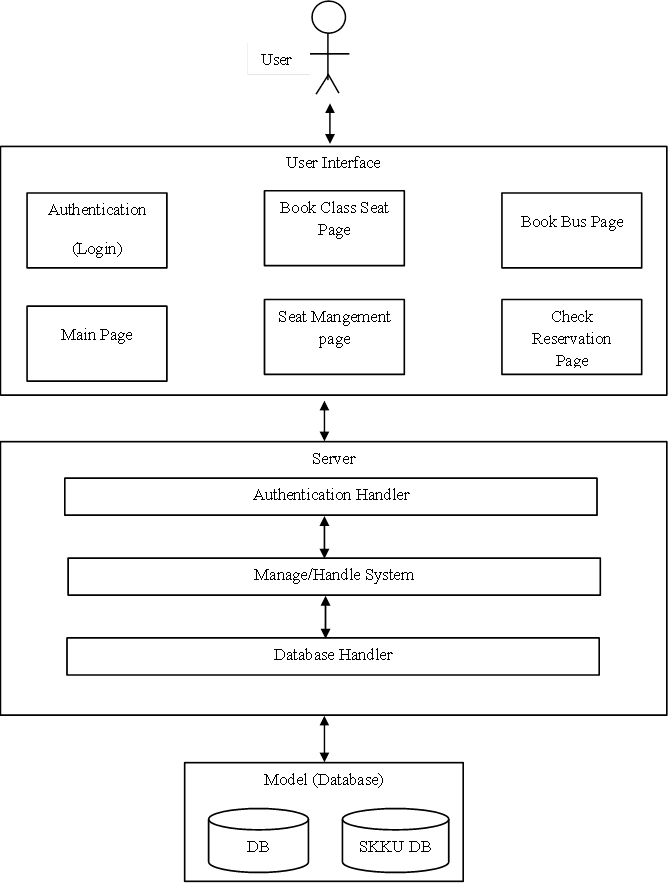 User
User Interface
Authentication
(Login)
Book Class Seat
Page
Book Bus Page
Main Page
Seat Mangement
page
Check
Reservation
Page
Server
Authentication Handler
Manage/Handle System
Database Handler
Model (Database)
DB
SKKU DB